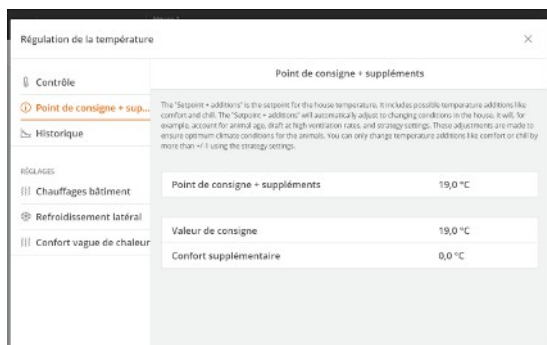 Régulation de la température
Contrôle
Point de consigne + sup...
Historique
RÉGLAGES
Chauffages bâtiment
Refroidissement latéral
Confort vague de chaleur
Point de consigne + suppléments
The "Setpoint + additions" is the setpoint for the house temperature. It includes possible temperature additions like
comfort and chill. The "Setpoint + additions" will automatically adjust to changing conditions in the house. It will, for
example, account for animal age, draft at high ventilation rates, and strategy settings. These adjustments are made to
ensure optimum climate conditions for the animals. You can only change temperature additions like comfort or chill by
more than +/-1 using the strategy settings.
Point de consigne + suppléments 19,0 °C
Valeur de consigne 19,0 °C
Confort supplémentaire 0,0 °C